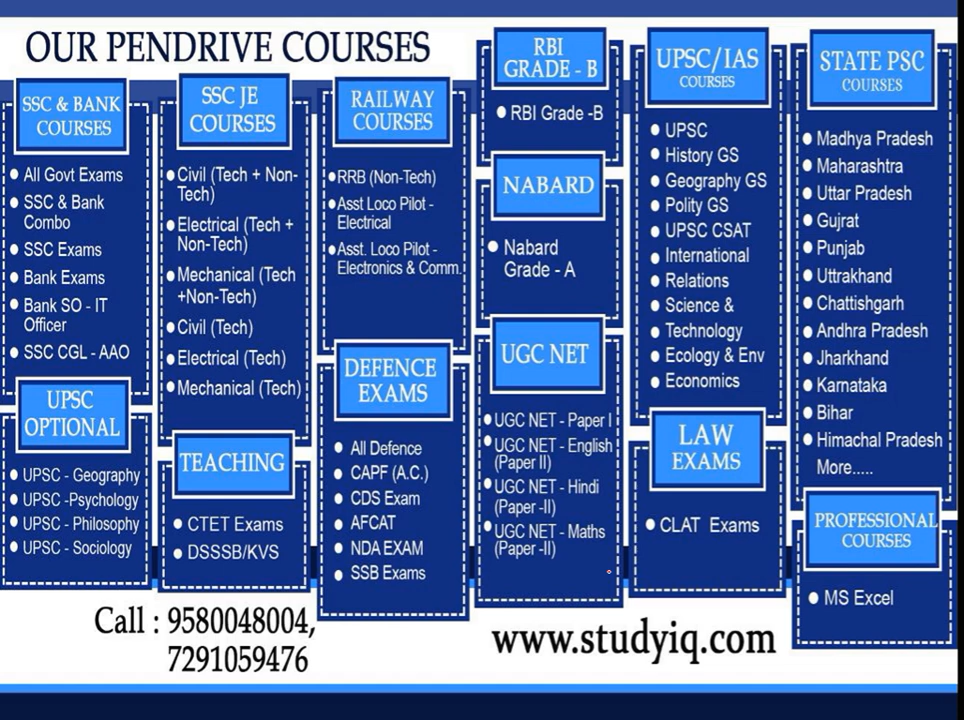 OUR PENDRIVE COURSES
SSC & BANK
COURSES
● All Govt Exams
● SSC & Bank
Combo
● SSC Exams
● Bank Exams
● Bank SO - IT
Officer
● SSC CGL - AAO
UPSC
OPTIONAL
● UPSC - Geography
● UPSC -Psychology
● UPSC - Philosophy
● UPSC - Sociology
SSC JE
COURSES
● Civil (Tech + Non-
Tech)
● Electrical (Tech +
Non-Tech)
● Mechanical (Tech
+Non-Tech)
● Civil (Tech)
● Electrical (Tech)
● Mechanical (Tech)
TEACHING
● CTET Exams
● DSSSB/KVS
RAILWAY
COURSES
● RRB (Non-Tech)
● Asst Loco Pilot -
Electrical
● Asst. Loco Pilot -
Electronics & Comm.
DEFENCE
EXAMS
● All Defence
● CAPF (A.C.)
● CDS Exam
● AFCAT
● NDA EXAM
● SSB Exams
RBI
GRADE - B
● RBI Grade -B
NABARD
● Nabard
Grade - A
UGC NET
● UGC NET - Paper I
● UGC NET - English
(Paper II)
● UGC NET - Hindi
(Paper -II)
● UGC NET - Maths
(Paper -II)
UPSC/IAS
COURSES
● UPSC
● History GS
● Geography GS
● Polity GS
● UPSC CSAT
● International
● Relations
● Science &
● Technology
● Ecology & Env
● Economics
LAW
EXAMS
● CLAT Exams
STATE PSC
COURSES
● Madhya Pradesh
● Maharashtra
● Uttar Pradesh
● Gujrat
● Punjab
● Uttrakhand
● Chattishgarh
● Andhra Pradesh
● Jharkhand
● Karnataka
● Bihar
● Himachal Pradesh
More.....
PROFESSIONAL
COURSES
● MS Excel
Call : 9580048004,
7291059476
www.studyiq.com